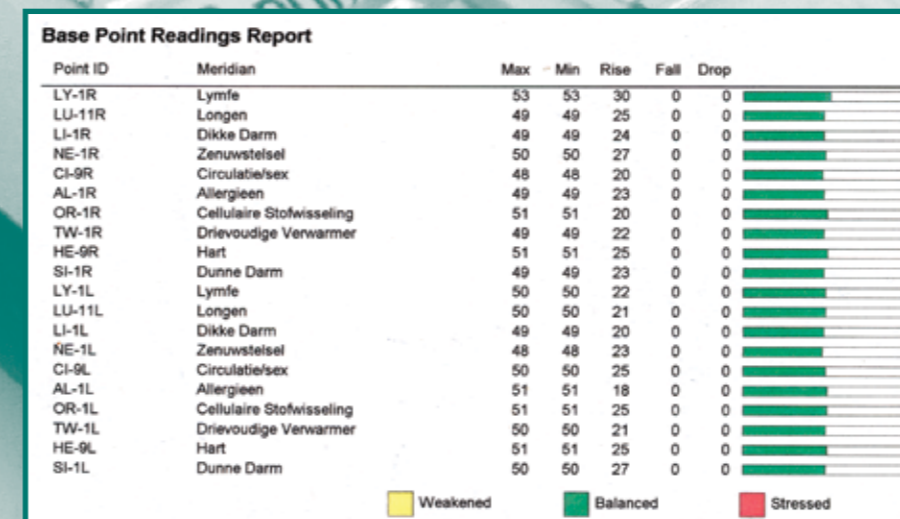 Base Point Readings Report
Point ID Meridian Max Min Rise Fall Drop
LY-1R Lymfe 53 53 30 0 0
LU-11R Longen 49 49 25 0 0
LI-1R Dikke Darm 49 49 24 0 0
NE-1R Zenuwstelsel 50 50 27 0 0
CI-9R Circulatie/sex 48 48 20 0 0
AL-1R Allergieen 49 49 23 0 0
OR-1R Cellulaire Stofwisseling 51 51 20 0 0
TW-1R Drievoudige Verwarmer 49 49 22 0 0
HE-9R Hart 51 51 25 0 0
SI-1R Dunne Darm 49 49 23 0 0
LY-1L Lymfe 50 50 22 0 0
LU-11L Longen 50 50 21 0 0
LI-1L Dikke Darm 49 49 20 0 0
NE-1L Zenuwstelsel 48 48 23 0 0
CI-9L Circulatie/sex 50 50 25 0 0
AL-1L Allergieen 51 51 18 0 0
OR-1L Cellulaire Stofwisseling 51 51 25 0 0
TW-1L Drievoudige Verwarmer 50 50 21 0 0
HE-9L Hart 51 51 25 0 0
SI-1L Dunne Darm 50 50 27 0 0
Weakened Balanced Stressed